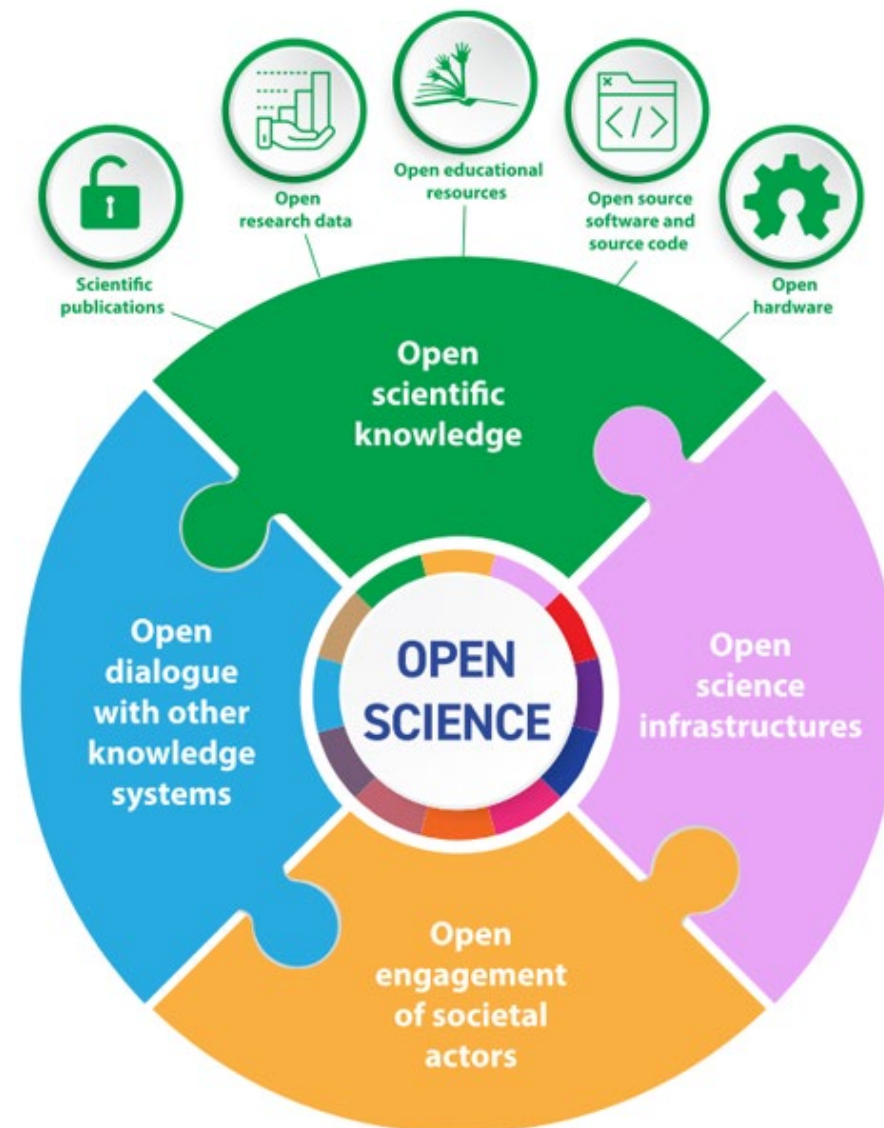 Scientific
publications
Open
research data
Open educational
resources
</>
Open source
software and
source code
Open
hardware
Open
scientific
knowledge
Open
dialogue
with other
knowledge
systems
OPEN
SCIENCE
Open
science
infrastructures
Open
engagement
of societal
actors